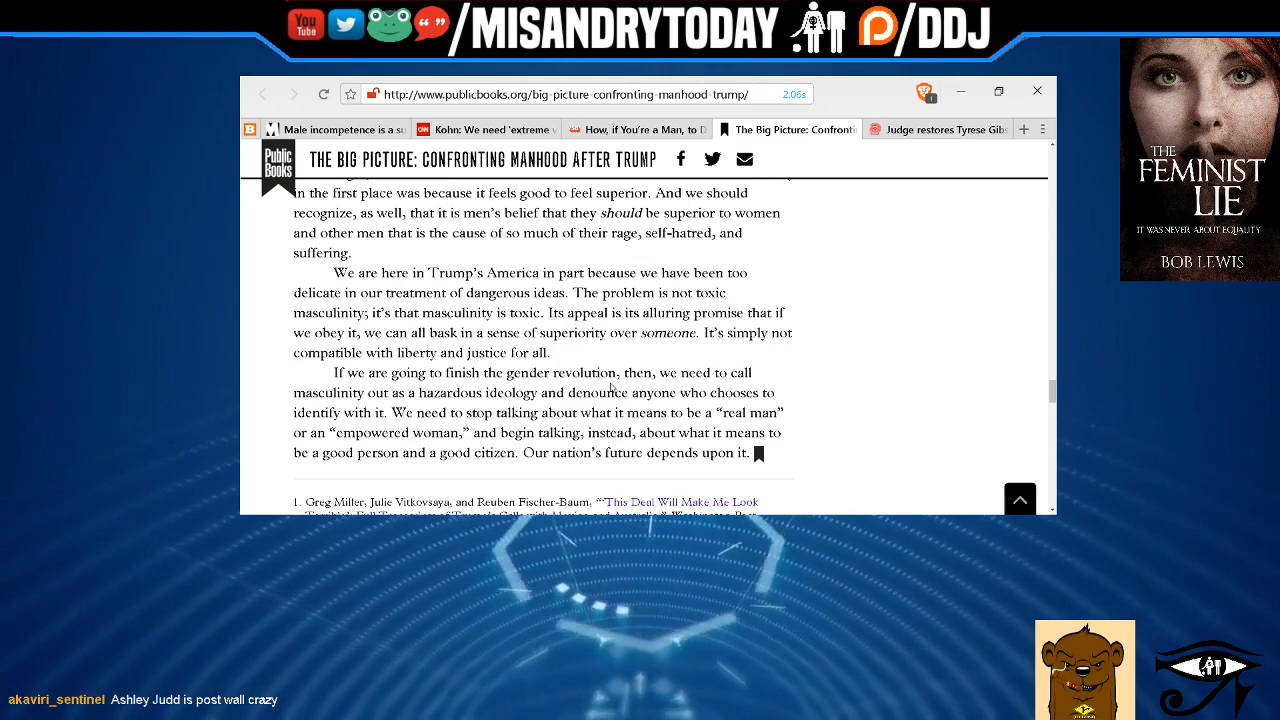 You
Tube
/MISANDRYTODAY
/DDJ
http://www.publicbooks.org/big-picture-confronting-manhood-trump/
2.06s
1
Male incompetence is a su
CNN
Kohn: We need 'extreme v
How, if You're a Man, to D
The Big Picture: Confronti
Judge restores Tyrese Gibs
Public
Books
THE BIG PICTURE: CONFRONTING MANHOOD AFTER TRUMP
in the first place was because it feels good to feel superior. And we should
recognize, as well, that it is men's belief that they should be superior to women
and other men that is the cause of so much of their rage, self-hatred, and
suffering.
We are here in Trump's America in part because we have been too
delicate in our treatment of dangerous ideas. The problem is not toxic
masculinity; it's that masculinity is toxic. Its appeal is its alluring promise that if
we obey it, we can all bask in a sense of superiority over someone. It's simply not
compatible with liberty and justice for all.
If we are going to finish the gender revolution, then, we need to call
masculinity out as a hazardous ideology and denounce anyone who chooses to
identify with it. We need to stop talking about what it means to be a “real man”
or an “empowered woman,” and begin talking, instead, about what it means to
be a good person and a good citizen. Our nation's future depends upon it.
1. Greg Miller, Julie Vitkovsaya, and Reuben Fischer-Baum, “‘This Deal Will Make Me Look
THE
FEMINIST
LIE
IT WAS NEVER ABOUT EQUALITY
BOB LEWIS
akaviri_sentinel Ashley Judd is post wall crazy